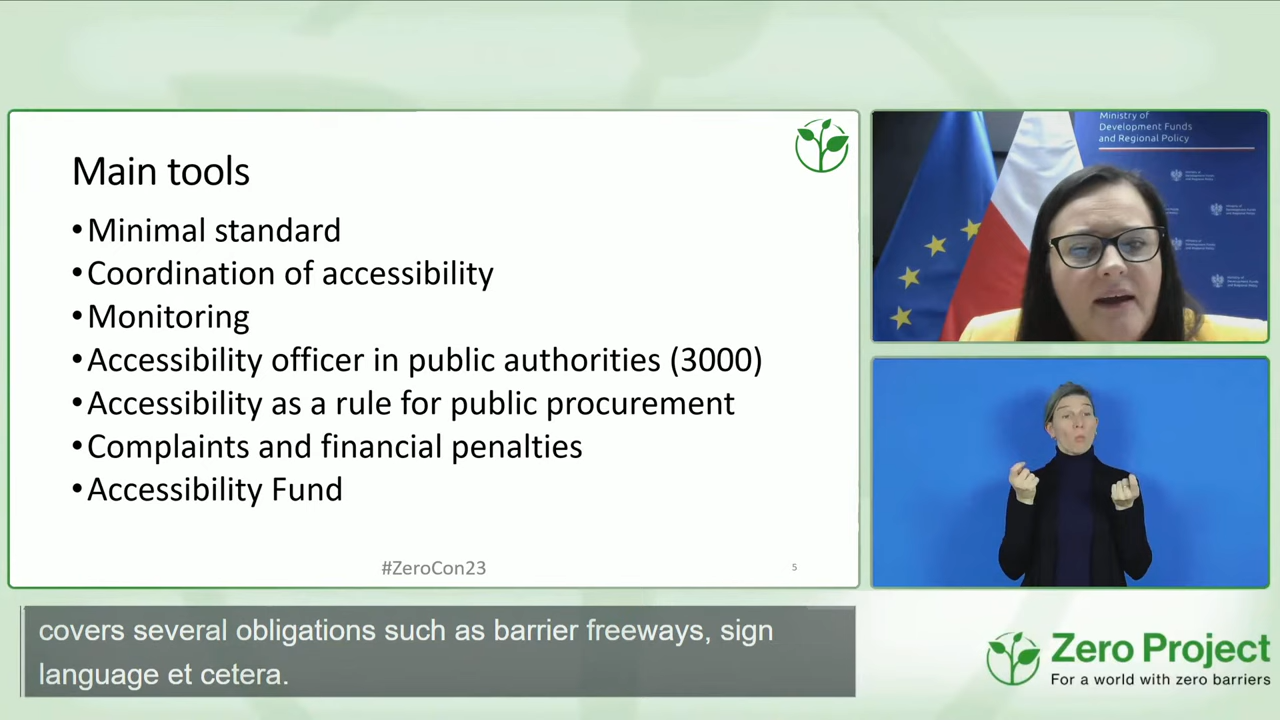 Main tools
•Minimal standard
•Coordination of accessibility
•Monitoring
•Accessibility officer in public authorities (3000)
•Accessibility as a rule for public procurement
•Complaints and financial penalties
•Accessibility Fund
#ZeroCon23
5
Ministry of
Development Funds
and Regional Policy
covers several obligations such as barrier freeways, sign
language et cetera.
Zero Project
For a world with zero barriers